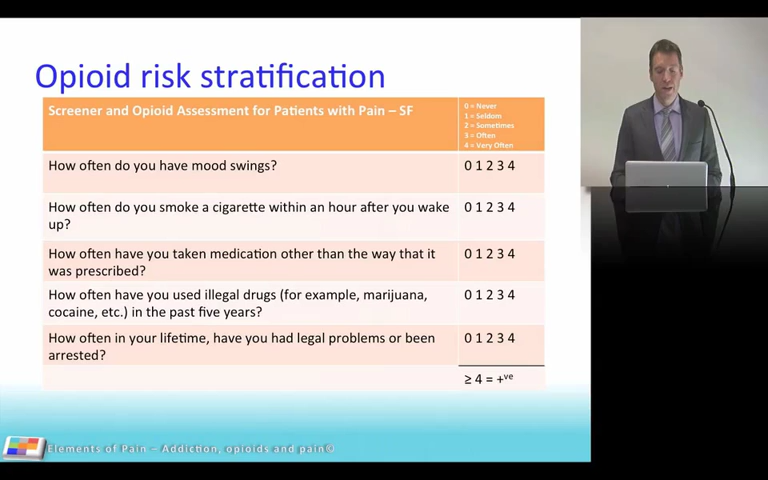 Opioid risk stratification
Screener and Opioid Assessment for Patients with Pain – SF
0 = Never
1 = Seldom
2 = Sometimes
3 = Often
4 = Very Often
How often do you have mood swings?
0 1 2 3 4
How often do you smoke a cigarette within an hour after you wake
up?
0 1 2 3 4
How often have you taken medication other than the way that it
was prescribed?
0 1 2 3 4
How often have you used illegal drugs (for example, marijuana,
cocaine, etc.) in the past five years?
0 1 2 3 4
How often in your lifetime, have you had legal problems or been
arrested?
0 1 2 3 4
≥ 4 = +ve
Elements of Pain – Addiction, opioids and pain©